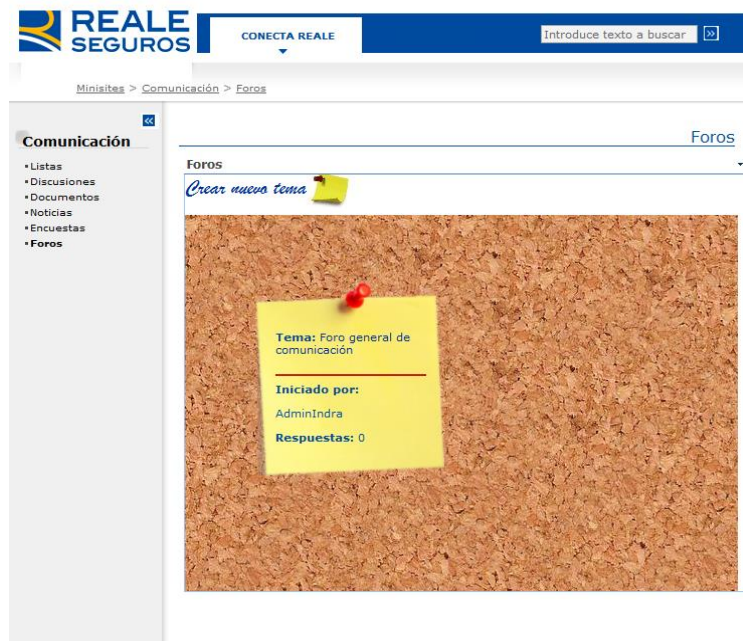 REALE
SEGUROS
CONECTA REALE
Introduce texto a buscar
Minisites > Comunicación > Foros
Comunicación
Listas
Discusiones
Documentos
Noticias
Encuestas
Foros
Foros
Foros
Crear nuevo tema
Tema: Foro general de
comunicación
Iniciado por:
AdminIndra
Respuestas: 0